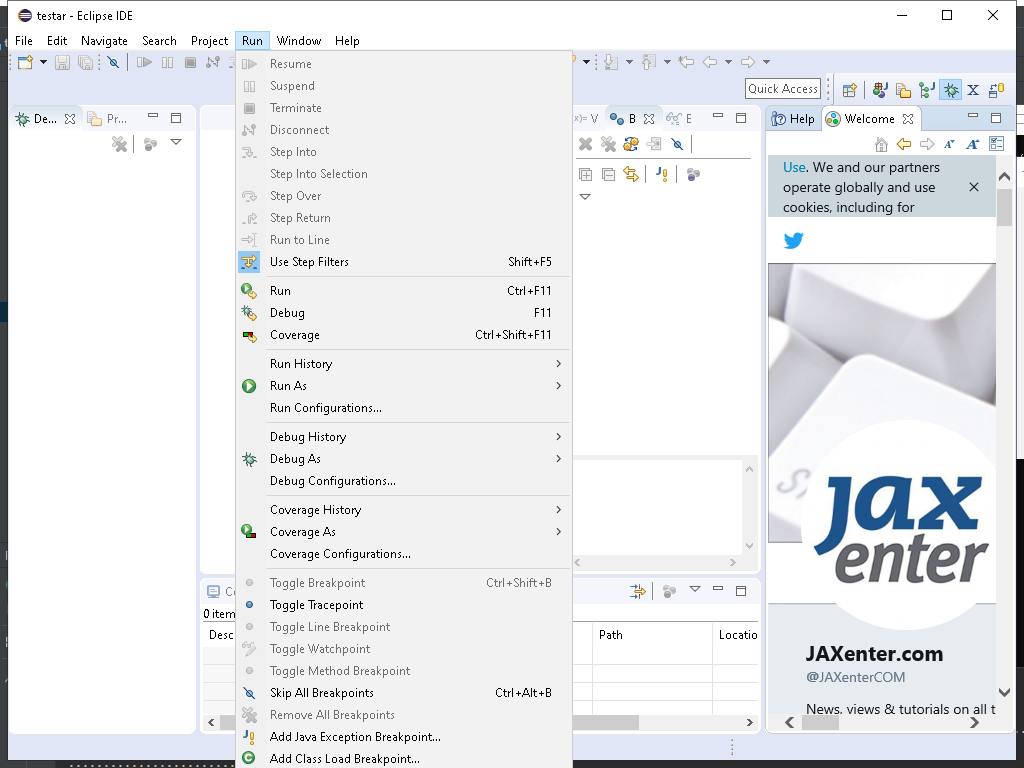 testar - Eclipse IDE
File Edit Navigate Search Project Run Window Help
Quick Access
De... Pr...
(x)= V B E
Help Welcome
Resume
Suspend
Terminate
Disconnect
Step Into
Step Into Selection
Step Over
Step Return
Run to Line
Use Step Filters Shift+F5
Run Ctrl+F11
Debug F11
Coverage Ctrl+Shift+F11
Run History
Run As
Run Configurations...
Debug History
Debug As
Debug Configurations...
Coverage History
Coverage As
Coverage Configurations...
Toggle Breakpoint Ctrl+Shift+B
Toggle Tracepoint
Toggle Line Breakpoint
Toggle Watchpoint
Toggle Method Breakpoint
Skip All Breakpoints Ctrl+Alt+B
Remove All Breakpoints
Add Java Exception Breakpoint...
Add Class Load Breakpoint...
0 item
Desc Path Locatio
Use. We and our partners
operate globally and use
cookies, including for
jax
enter
JAXenter.com
@JAXenterCOM
News, views & tutorials on all t